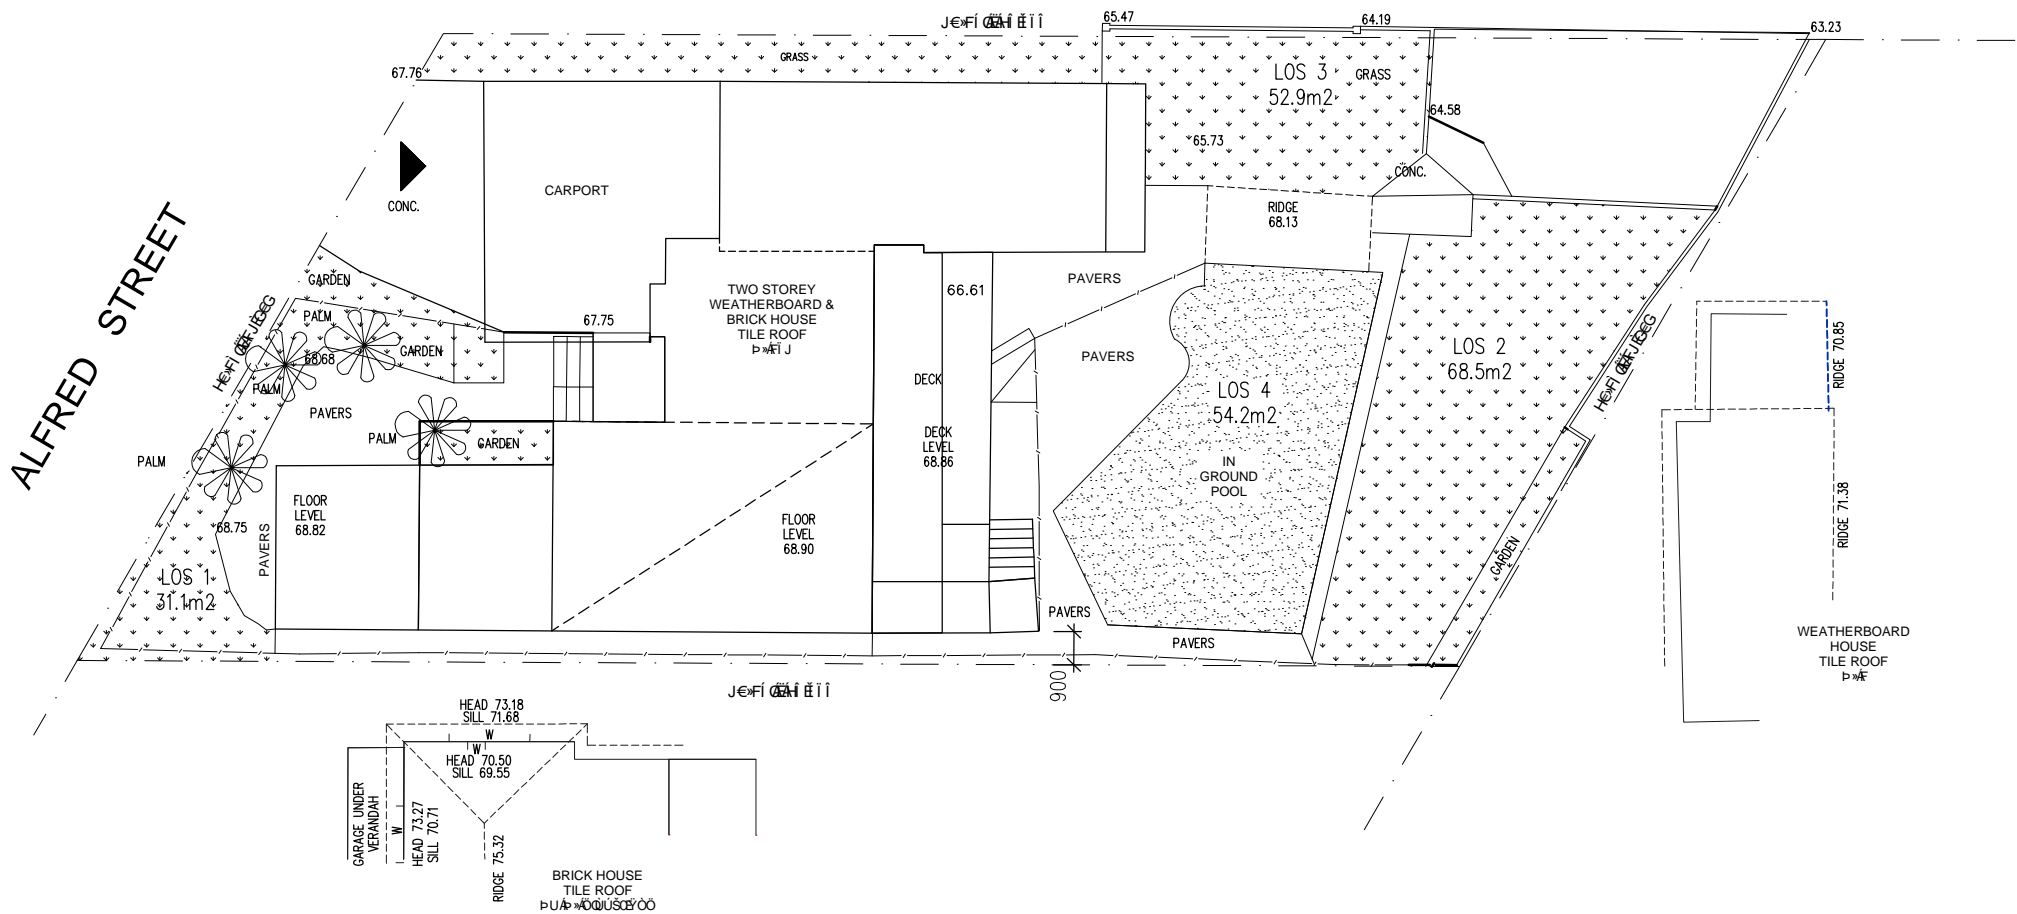 65.47
64.19
63.23
GRASS
67.76
LOS 3
52.9m2
GRASS
64.58
65.73
CARPORT
CONC.
CONC.
RIDGE
68.13
ALFRED STREET
GARDEN
PALM
GARDEN
68.68
PALM
PAVERS
PALM
GARDEN
PALM
67.75
TWO STOREY
WEATHERBOARD &
BRICK HOUSE
TILE ROOF
66.61
PAVERS
PAVERS
DECK
DECK
LEVEL
68.86
LOS 4
54.2m2
IN
GROUND
POOL
LOS 2
68.5m2
RIDGE 70.85
RIDGE 71.38
FLOOR
LEVEL
68.82
FLOOR
LEVEL
68.90
68.75
PAVERS
LOS 1
31.1m2
GARDEN
PAVERS
PAVERS
900
WEATHERBOARD
HOUSE
TILE ROOF
HEAD 73.18
SILL 71.68
W
W
HEAD 70.50
SILL 69.55
GARAGE UNDER
VERANDAH
W
HEAD 73.27
SILL 70.71
RIDGE 75.32
BRICK HOUSE
TILE ROOF